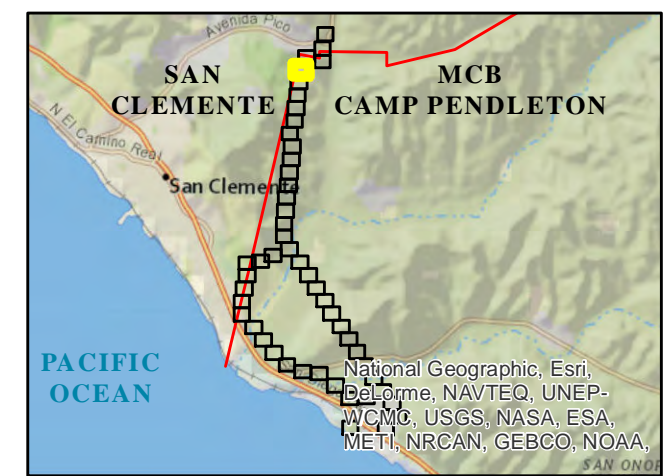 Avenida Pico
SAN
CLEMENTE
MCB
CAMP PENDLETON
N El Camino Real
San Clemente
PACIFIC
OCEAN
National Geographic, Esri,
DeLorme, NAVTEQ, UNEP-
WCMC, USGS, NASA, ESA,
METI, NRCAN, GEBCO, NOAA,
SAN ONOF